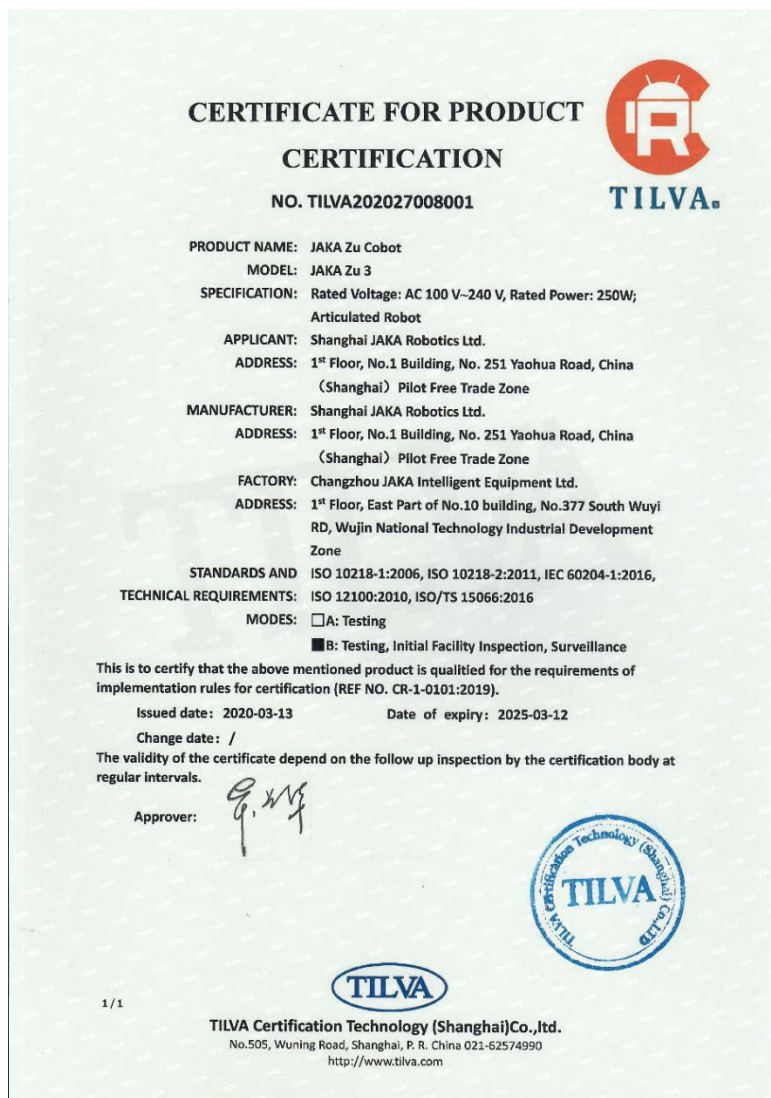 CERTIFICATE FOR PRODUCT
CERTIFICATION
NO. TILVA202027008001
R
TILVA
PRODUCT NAME: JAKA Zu Cobot
MODEL: JAKA Zu 3
SPECIFICATION: Rated Voltage: AC 100 V~240 V, Rated Power: 250W;
Articulated Robot
APPLICANT: Shanghai JAKA Robotics Ltd.
ADDRESS: 1st Floor, No.1 Building, No. 251 Yaohua Road, China
（Shanghai）Pilot Free Trade Zone
MANUFACTURER: Shanghai JAKA Robotics Ltd.
ADDRESS: 1st Floor, No.1 Building, No. 251 Yaohua Road, China
（Shanghai）Pilot Free Trade Zone
FACTORY: Changzhou JAKA Intelligent Equipment Ltd.
ADDRESS: 1st Floor, East Part of No.10 building, No.377 South Wuyi
RD, Wujin National Technology Industrial Development
Zone
STANDARDS AND ISO 10218-1:2006, ISO 10218-2:2011, IEC 60204-1:2016,
TECHNICAL REQUIREMENTS: ISO 12100:2010, ISO/TS 15066:2016
MODES: □A: Testing
■B: Testing, Initial Facility Inspection, Surveillance
This is to certify that the above mentioned product is qualitied for the requirements of
implementation rules for certification (REF NO. CR-1-0101:2019).
Issued date: 2020-03-13 Date of expiry: 2025-03-12
Change date: /
The validity of the certificate depend on the follow up inspection by the certification body at
regular intervals.
Approver:
TILVA Certification Technology (Shanghai) Co.,LTD
TILVA
TILVA
1/1
TILVA Certification Technology (Shanghai)Co.,ltd.
No.505, Wuning Road, Shanghai, P. R. China 021-62574990
http://www.tilva.com